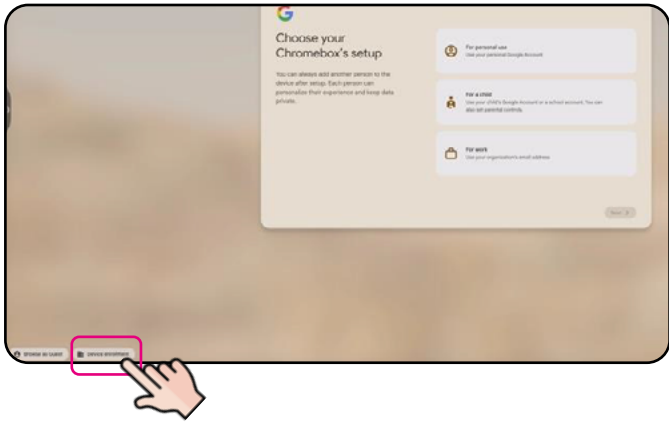 Choose your
Chromebox's setup
You can always add another person to the
device after setup. Each person can
personalize their experience and keep data
private.
For personal use
Use your personal Google Account
For a child
Use your child's Google Account or a school account. You can
also set parental controls.
For work
Use your organization's email address
Next
Browse as Guest
Device enrollment